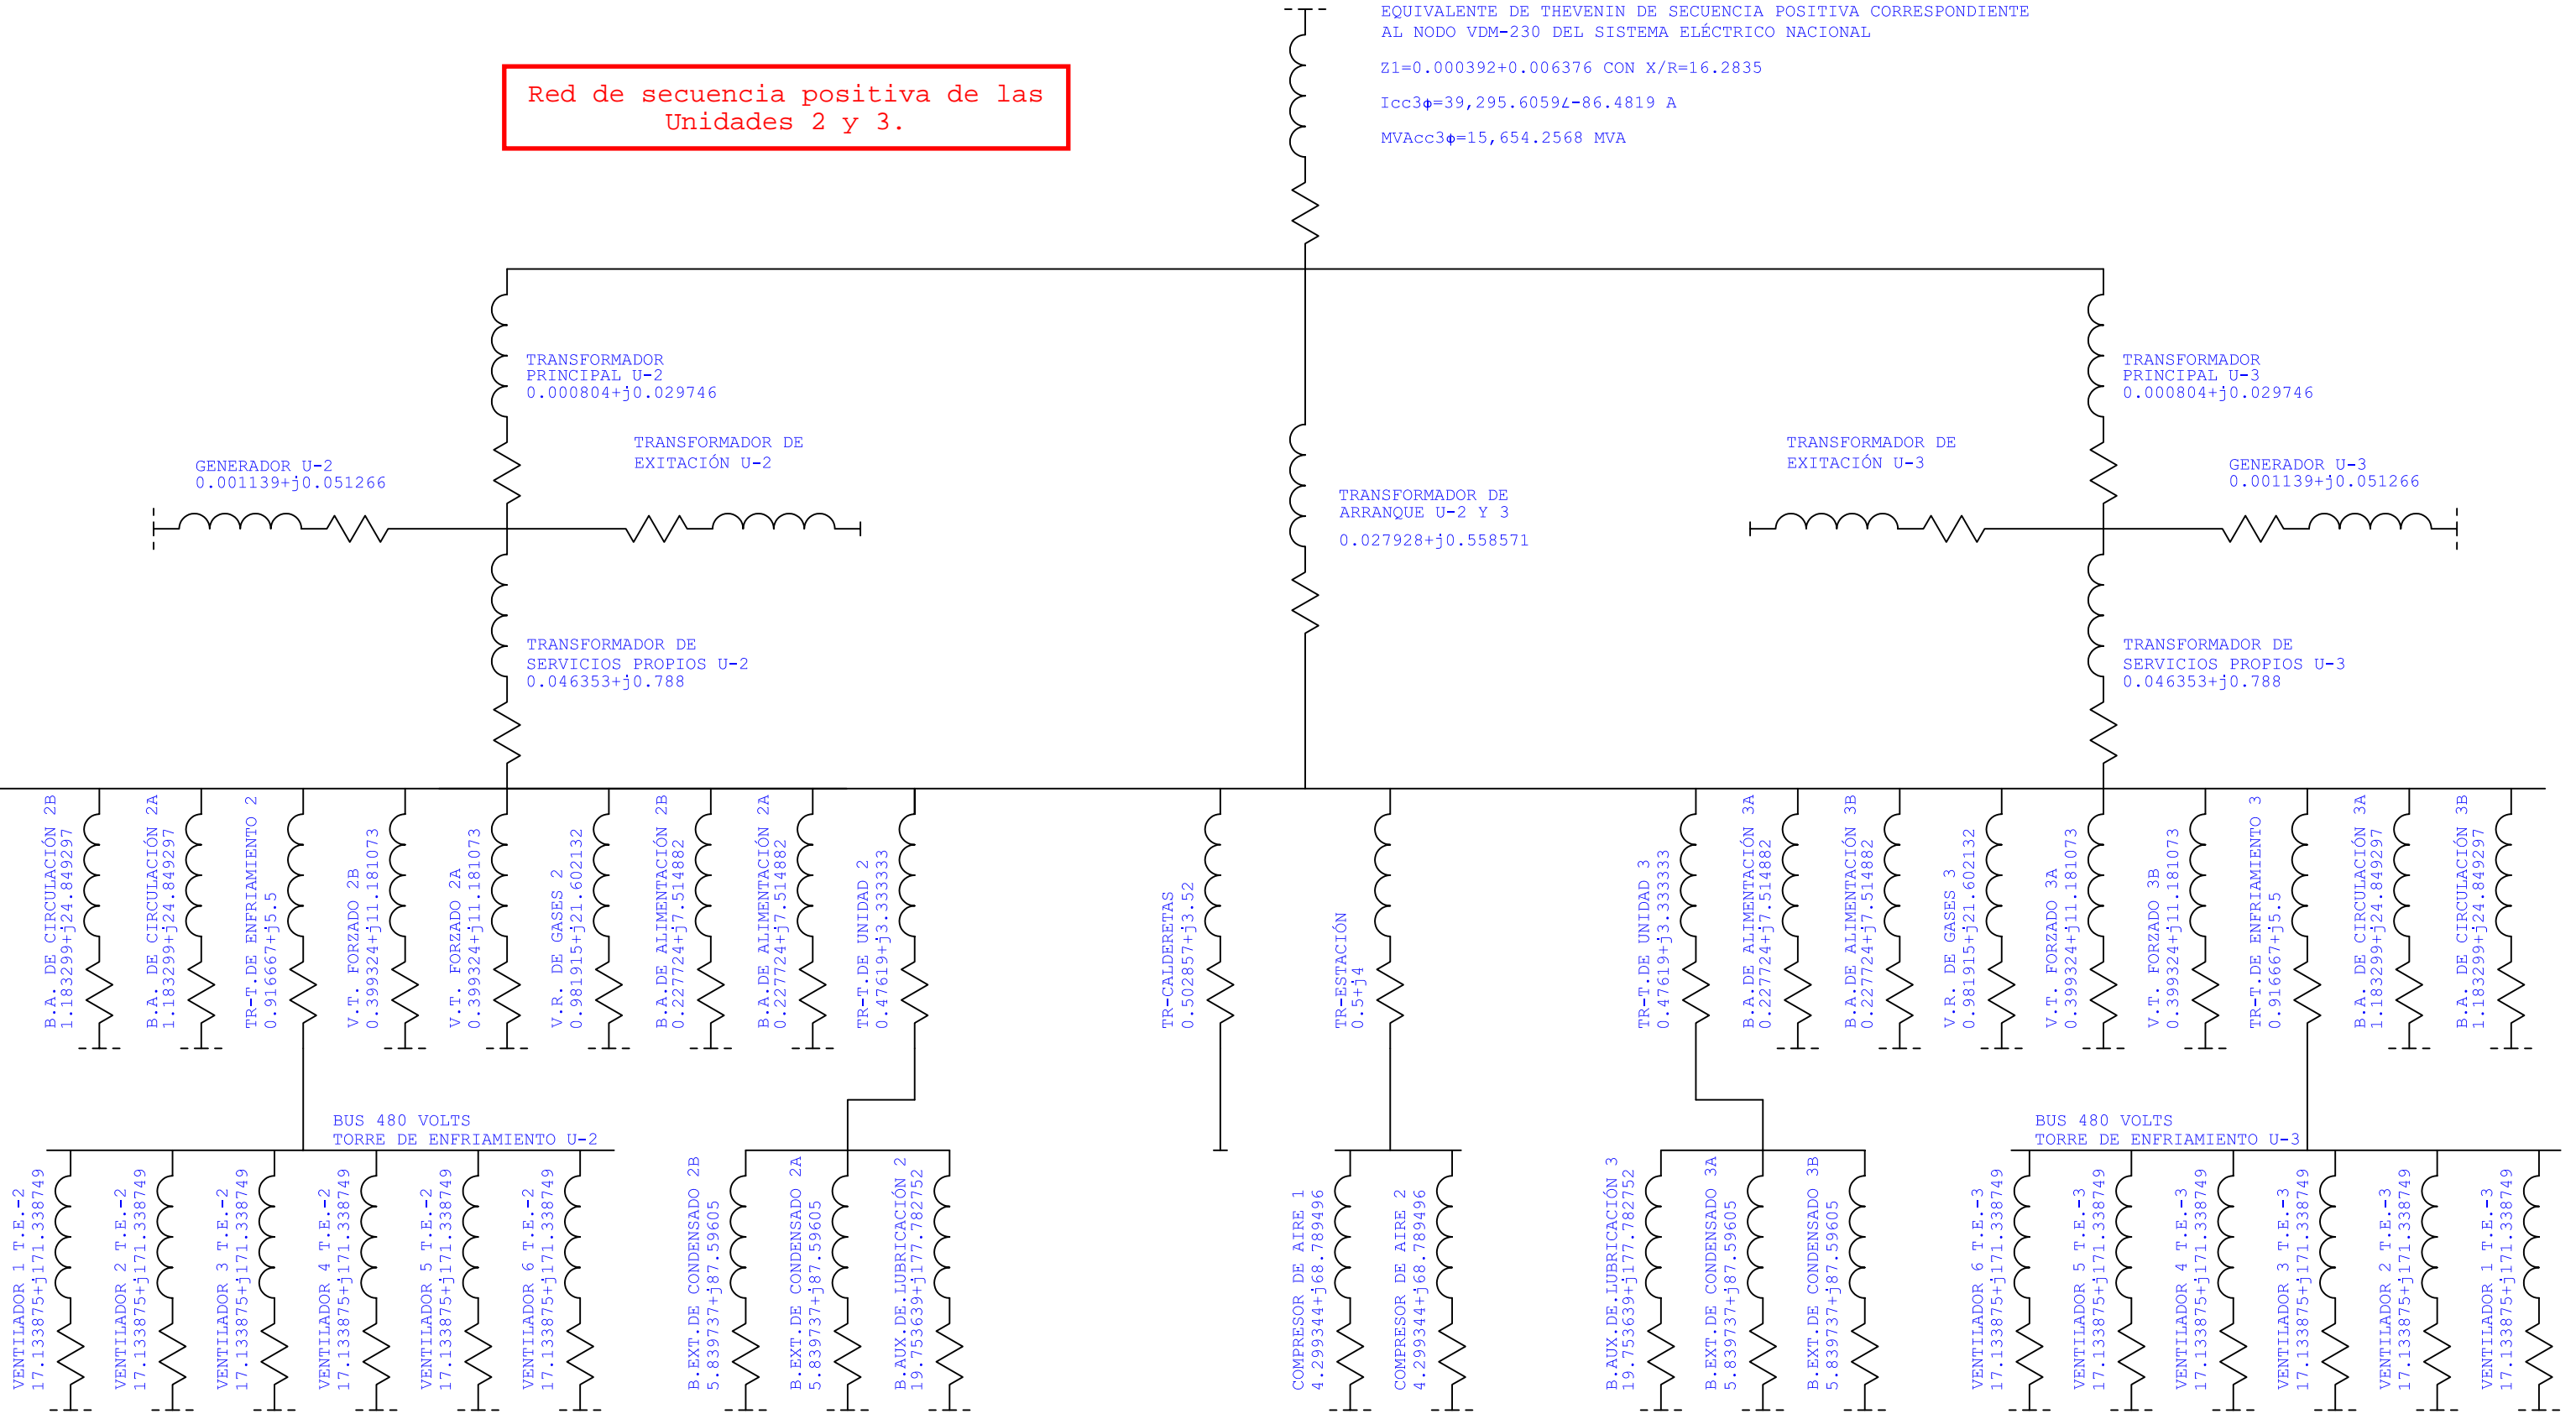 EQUIVALENTE DE THEVENIN DE SECUENCIA POSITIVA CORRESPONDIENTE
AL NODO VDM-230 DEL SISTEMA ELÉCTRICO NACIONAL
Z1=0.000392+0.006376 CON X/R=16.2835
Icc3ϕ=39,295.6059∠-86.4819 A
MVAcc3ϕ=15,654.2568 MVA
Red de secuencia positiva de las
Unidades 2 y 3.
TRANSFORMADOR
PRINCIPAL U-2
0.000804+j0.029746
TRANSFORMADOR
PRINCIPAL U-3
0.000804+j0.029746
GENERADOR U-2
0.001139+j0.051266
TRANSFORMADOR DE
EXITACIÓN U-2
TRANSFORMADOR DE
ARRANQUE U-2 Y 3
0.027928+j0.558571
TRANSFORMADOR DE
EXITACIÓN U-3
GENERADOR U-3
0.001139+j0.051266
TRANSFORMADOR DE
SERVICIOS PROPIOS U-2
0.046353+j0.788
TRANSFORMADOR DE
SERVICIOS PROPIOS U-3
0.046353+j0.788
B.A. DE CIRCULACIÓN 2B
1.183299+j24.849297
B.A. DE CIRCULACIÓN 2A
1.183299+j24.849297
TR-T.DE ENFRIAMIENTO 2
0.916667+j5.5
V.T. FORZADO 2B
0.399324+j11.181073
V.T. FORZADO 2A
0.399324+j11.181073
V.R. DE GASES 2
0.981915+j21.602132
B.A.DE ALIMENTACIÓN 2B
0.227724+j7.514882
B.A.DE ALIMENTACIÓN 2A
0.227724+j7.514882
TR-T.DE UNIDAD 2
0.47619+j3.333333
TR-CALDERETAS
0.502857+j3.52
TR-ESTACIÓN
0.5+j4
TR-T.DE UNIDAD 3
0.47619+j3.333333
B.A.DE ALIMENTACIÓN 3A
0.227724+j7.514882
B.A.DE ALIMENTACIÓN 3B
0.227724+j7.514882
V.R. DE GASES 3
0.981915+j21.602132
V.T. FORZADO 3A
0.399324+j11.181073
V.T. FORZADO 3B
0.399324+j11.181073
TR-T.DE ENFRIAMIENTO 3
0.916667+j5.5
B.A. DE CIRCULACIÓN 3A
1.183299+j24.849297
B.A. DE CIRCULACIÓN 3B
1.183299+j24.849297
BUS 480 VOLTS
TORRE DE ENFRIAMIENTO U-2
BUS 480 VOLTS
TORRE DE ENFRIAMIENTO U-3
VENTILADOR 1 T.E.-2
17.133875+j171.338749
VENTILADOR 2 T.E.-2
17.133875+j171.338749
VENTILADOR 3 T.E.-2
17.133875+j171.338749
VENTILADOR 4 T.E.-2
17.133875+j171.338749
VENTILADOR 5 T.E.-2
17.133875+j171.338749
VENTILADOR 6 T.E.-2
17.133875+j171.338749
B.EXT.DE CONDENSADO 2B
5.839737+j87.59605
B.EXT.DE CONDENSADO 2A
5.839737+j87.59605
B.AUX.DE.LUBRICACIÓN 2
19.753639+j177.782752
COMPRESOR DE AIRE 1
4.299344+j68.789496
COMPRESOR DE AIRE 2
4.299344+j68.789496
B.AUX.DE.LUBRICACIÓN 3
19.753639+j177.782752
B.EXT.DE CONDENSADO 3A
5.839737+j87.59605
B.EXT.DE CONDENSADO 3B
5.839737+j87.59605
VENTILADOR 6 T.E.-3
17.133875+j171.338749
VENTILADOR 5 T.E.-3
17.133875+j171.338749
VENTILADOR 4 T.E.-3
17.133875+j171.338749
VENTILADOR 3 T.E.-3
17.133875+j171.338749
VENTILADOR 2 T.E.-3
17.133875+j171.338749
VENTILADOR 1 T.E.-3
17.133875+j171.338749